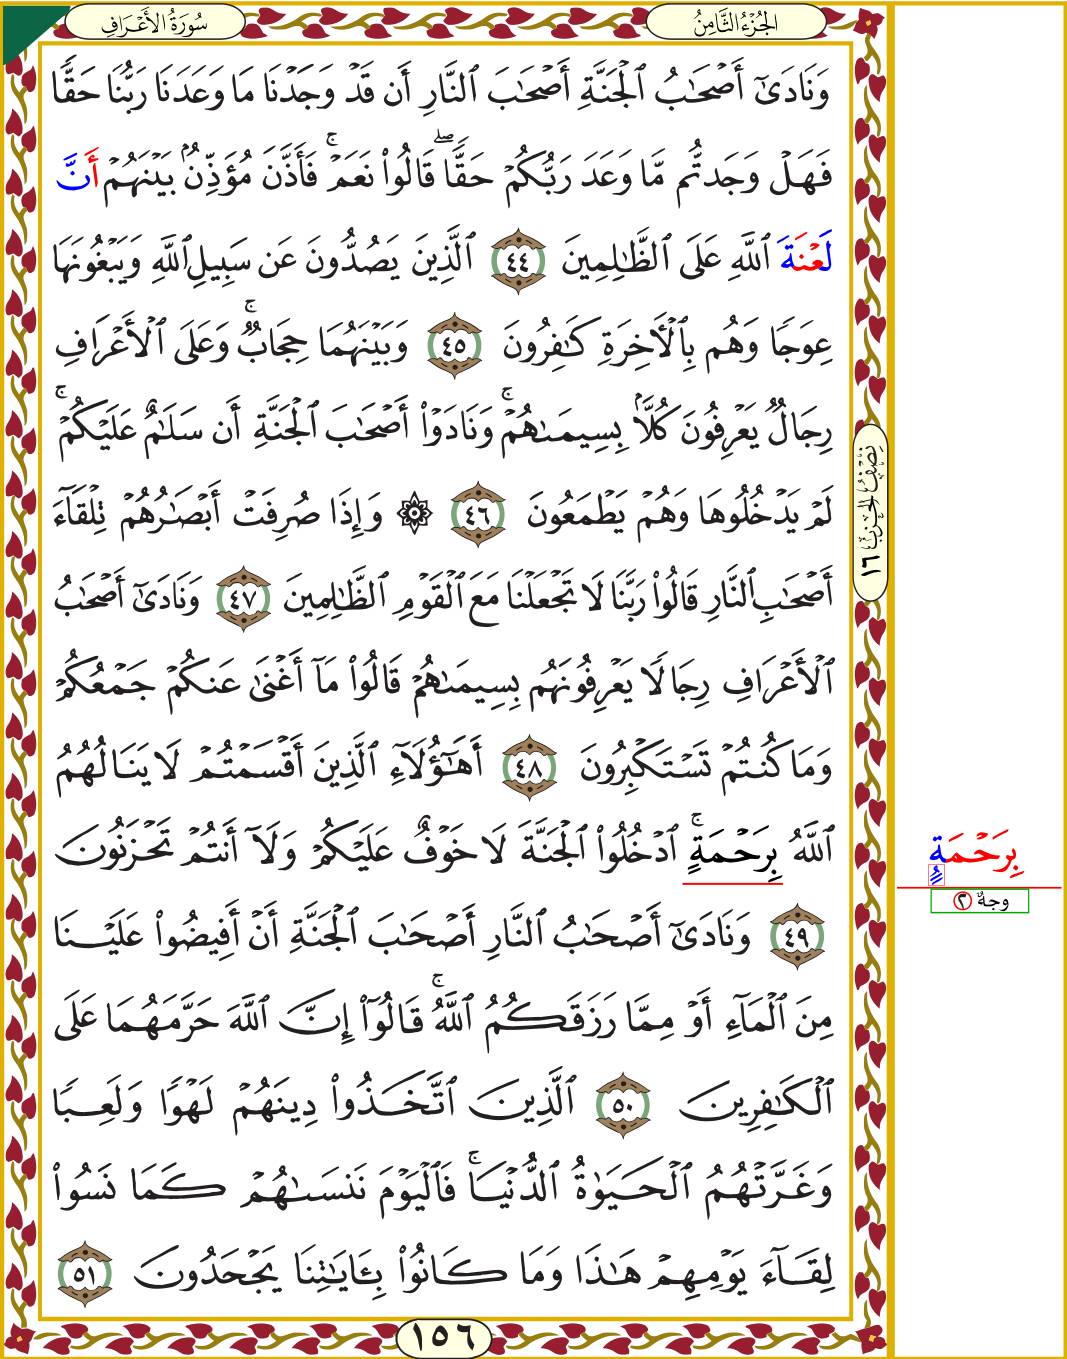 سُورَةُ الأَعْرَافِ
الجُزْءُ الثَّامِنُ
وَنَادَىٰٓ أَصْحَٰبُ ٱلْجَنَّةِ أَصْحَٰبَ ٱلنَّارِ أَن قَدْ وَجَدْنَا مَا وَعَدَنَا رَبُّنَا حَقًّا
فَهَلْ وَجَدتُّم مَّا وَعَدَ رَبُّكُمْ حَقًّاۖ قَالُوا۟ نَعَمْۚ فَأَذَّنَ مُؤَذِّنٌۢ بَيْنَهُمْ أَنَّ
لَعْنَةَ ٱللَّهِ عَلَى ٱلظَّٰلِمِينَ ٤٤ ٱلَّذِينَ يَصُدُّونَ عَن سَبِيلِ ٱللَّهِ وَيَبْغُونَهَا
عِوَجًا وَهُم بِٱلْءَاخِرَةِ كَٰفِرُونَ ٤٥ وَبَيْنَهُمَا حِجَابٌۚ وَعَلَى ٱلْأَعْرَافِ
رِجَالٌ يَعْرِفُونَ كُلًّۢا بِسِيمَىٰهُمْۚ وَنَادَوْا۟ أَصْحَٰبَ ٱلْجَنَّةِ أَن سَلَٰمٌ عَلَيْكُمْۚ
لَمْ يَدْخُلُوهَا وَهُمْ يَطْمَعُونَ ٤٦ ۞ وَإِذَا صُرِفَتْ أَبْصَٰرُهُمْ تِلْقَآءَ
أَصْحَٰبِ ٱلنَّارِ قَالُوا۟ رَبَّنَا لَا تَجْعَلْنَا مَعَ ٱلْقَوْمِ ٱلظَّٰلِمِينَ ٤٧ وَنَادَىٰٓ أَصْحَٰبُ
ٱلْأَعْرَافِ رِجَالًا يَعْرِفُونَهُم بِسِيمَىٰهُمْ قَالُوا۟ مَآ أَغْنَىٰ عَنكُمْ جَمْعُكُمْ
وَمَا كُنتُمْ تَسْتَكْبِرُونَ ٤٨ أَهَٰٓؤُلَآءِ ٱلَّذِينَ أَقْسَمْتُمْ لَا يَنَالُهُمُ
ٱللَّهُ بِرَحْمَةٍۚ ٱدْخُلُوا۟ ٱلْجَنَّةَ لَا خَوْفٌ عَلَيْكُمْ وَلَآ أَنتُمْ تَحْزَنُونَ
٤٩ وَنَادَىٰٓ أَصْحَٰبُ ٱلنَّارِ أَصْحَٰبَ ٱلْجَنَّةِ أَنْ أَفِيضُوا۟ عَلَيْنَا
مِنَ ٱلْمَآءِ أَوْ مِمَّا رَزَقَكُمُ ٱللَّهُۚ قَالُوٓا۟ إِنَّ ٱللَّهَ حَرَّمَهُمَا عَلَى
ٱلْكَٰفِرِينَ ٥٠ ٱلَّذِينَ ٱتَّخَذُوا۟ دِينَهُمْ لَهْوًا وَلَعِبًا
وَغَرَّتْهُمُ ٱلْحَيَوٰةُ ٱلدُّنْيَاۚ فَٱلْيَوْمَ نَنسَىٰهُمْ كَمَا نَسُوا۟
لِقَآءَ يَوْمِهِمْ هَٰذَا وَمَا كَانُوا۟ بِـَٔايَٰتِنَا يَجْحَدُونَ ٥١
نِصْفُ الحِزْبِ ١٦
بِرَحْمَةٍ
وجهٌ ٢
١٥٦